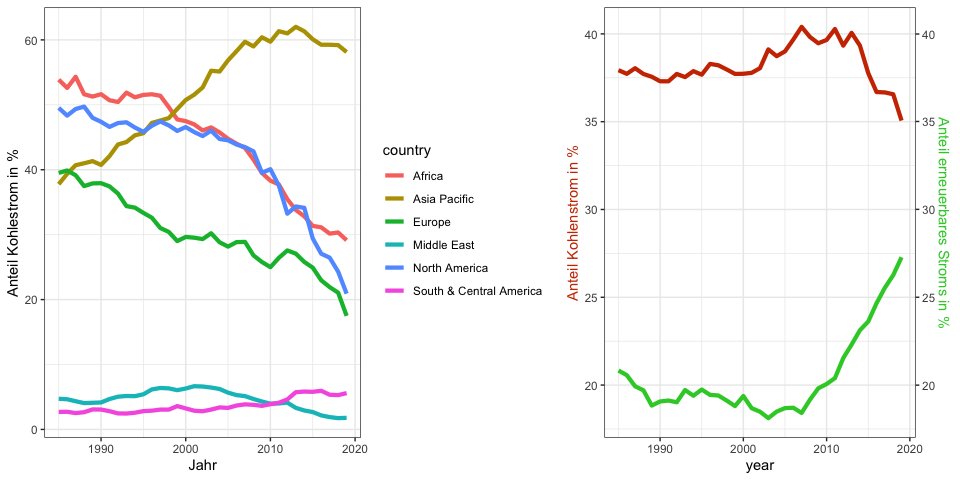 Anteil Kohlestrom in %
60
40
20
0
1990
2000
2010
2020
Jahr
country
Africa
Asia Pacific
Europe
Middle East
North America
South & Central America
Anteil Kohlenstrom in %
40
35
30
25
20
1990
2000
2010
2020
year
40
35
30
25
20
Anteil erneuerbares Stroms in %